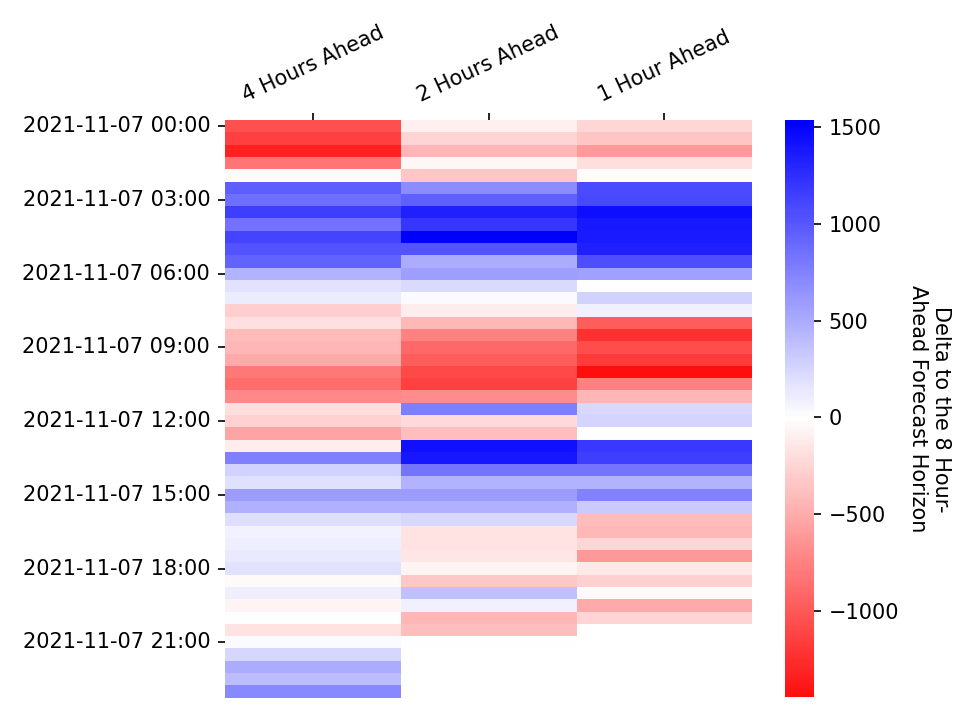 4 Hours Ahead
2 Hours Ahead
1 Hour Ahead
2021-11-07 00:00
2021-11-07 03:00
2021-11-07 06:00
2021-11-07 09:00
2021-11-07 12:00
2021-11-07 15:00
2021-11-07 18:00
2021-11-07 21:00
1500
1000
500
0
−500
−1000
Delta to the 8 Hour-
Ahead Forecast Horizon